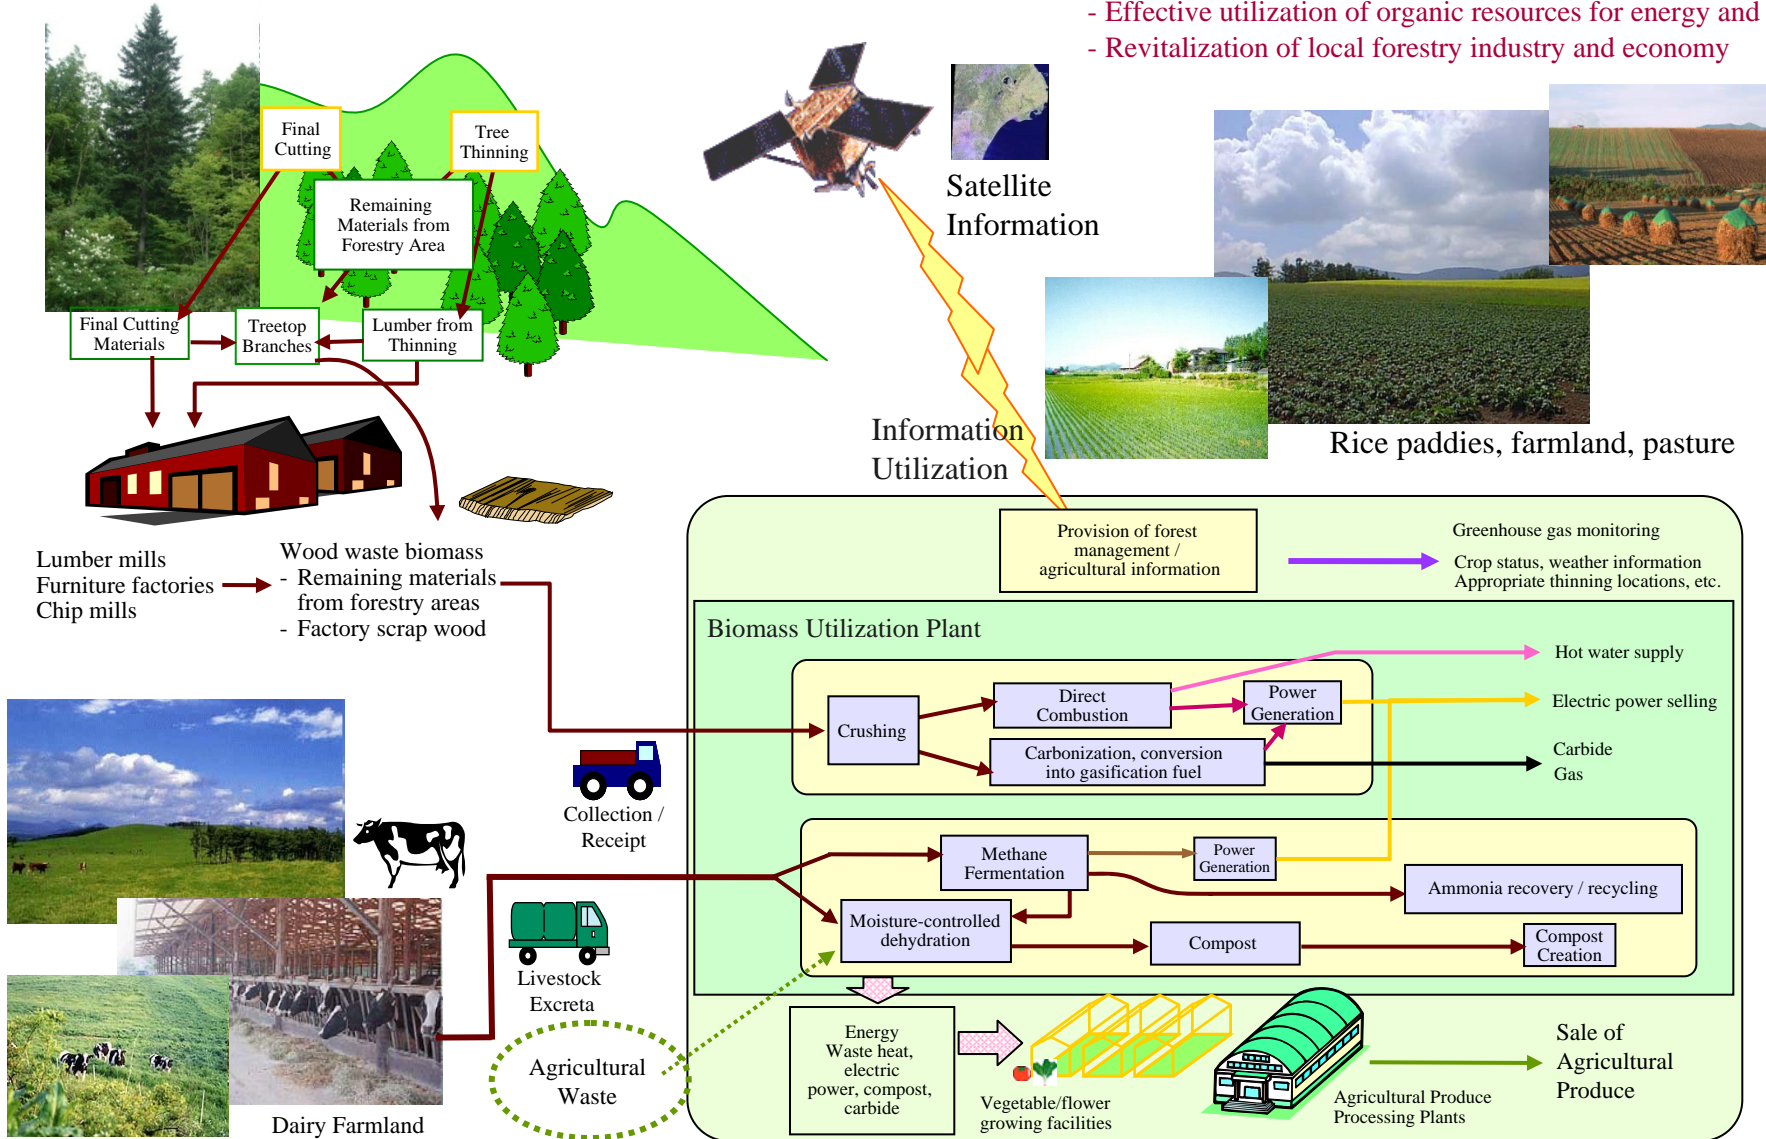 - Effective utilization of organic resources for energy and
- Revitalization of local forestry industry and economy
Final
Cutting
Tree
Thinning
Remaining
Materials from
Forestry Area
Final Cutting
Materials
Treetop
Branches
Lumber from
Thinning
Satellite
Information
Information
Utilization
Rice paddies, farmland, pasture
Lumber mills
Furniture factories
Chip mills
Wood waste biomass
- Remaining materials
from forestry areas
- Factory scrap wood
Provision of forest
management /
agricultural information
Greenhouse gas monitoring
Crop status, weather information
Appropriate thinning locations, etc.
Biomass Utilization Plant
Crushing
Direct
Combustion
Power
Generation
Carbonization, conversion
into gasification fuel
Hot water supply
Electric power selling
Carbide
Gas
Collection /
Receipt
Methane
Fermentation
Power
Generation
Ammonia recovery / recycling
Moisture-controlled
dehydration
Compost
Compost
Creation
Livestock
Excreta
Agricultural
Waste
Dairy Farmland
Energy
Waste heat,
electric
power, compost,
carbide
Vegetable/flower
growing facilities
Agricultural Produce
Processing Plants
Sale of
Agricultural
Produce